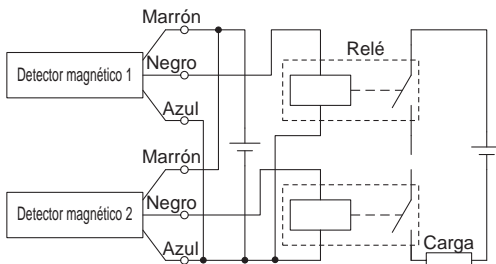 Marrón
Detector magnético 1
Negro
Azul
Relé
Marrón
Detector magnético 2
Negro
Azul
Carga